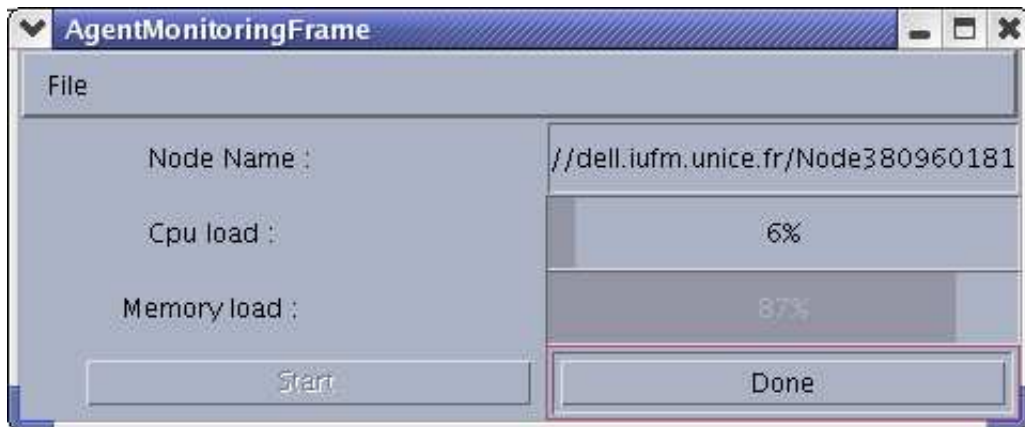 AgentMonitoringFrame
File
Node Name :
//dell.iufm.unice.fr/Node380960181
Cpu load :
6%
Memory load :
87%
Start
Done